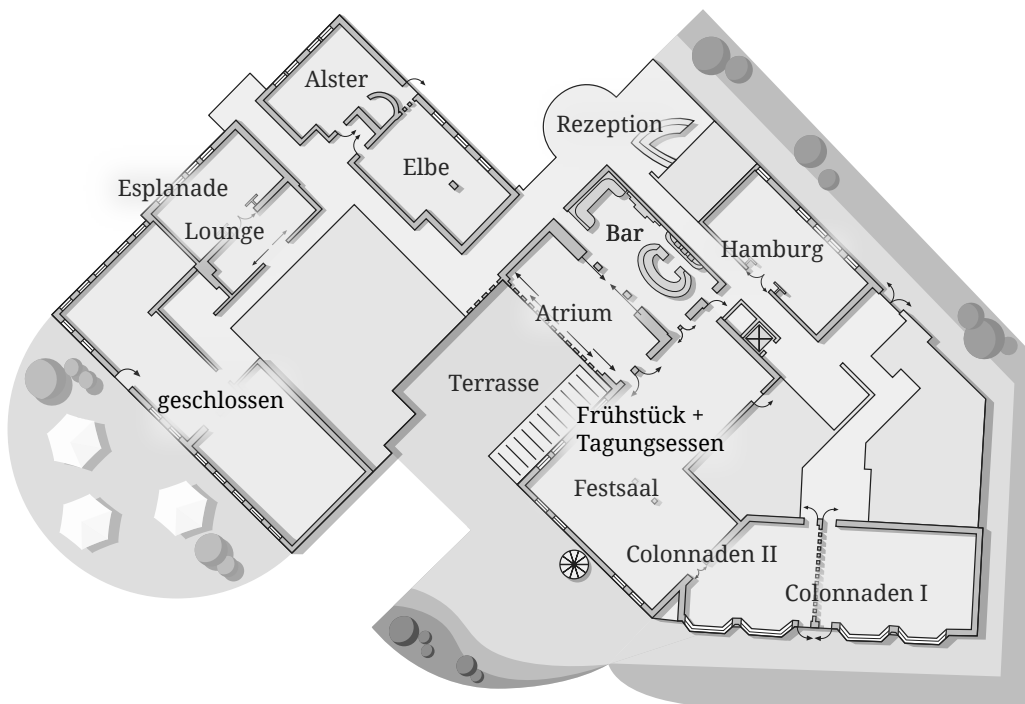 Alster
Rezeption
Elbe
Esplanade
Lounge
Bar
Hamburg
Atrium
Terrasse
geschlossen
Frühstück +
Tagungsessen
Festsaal
Colonnaden II
Colonnaden I